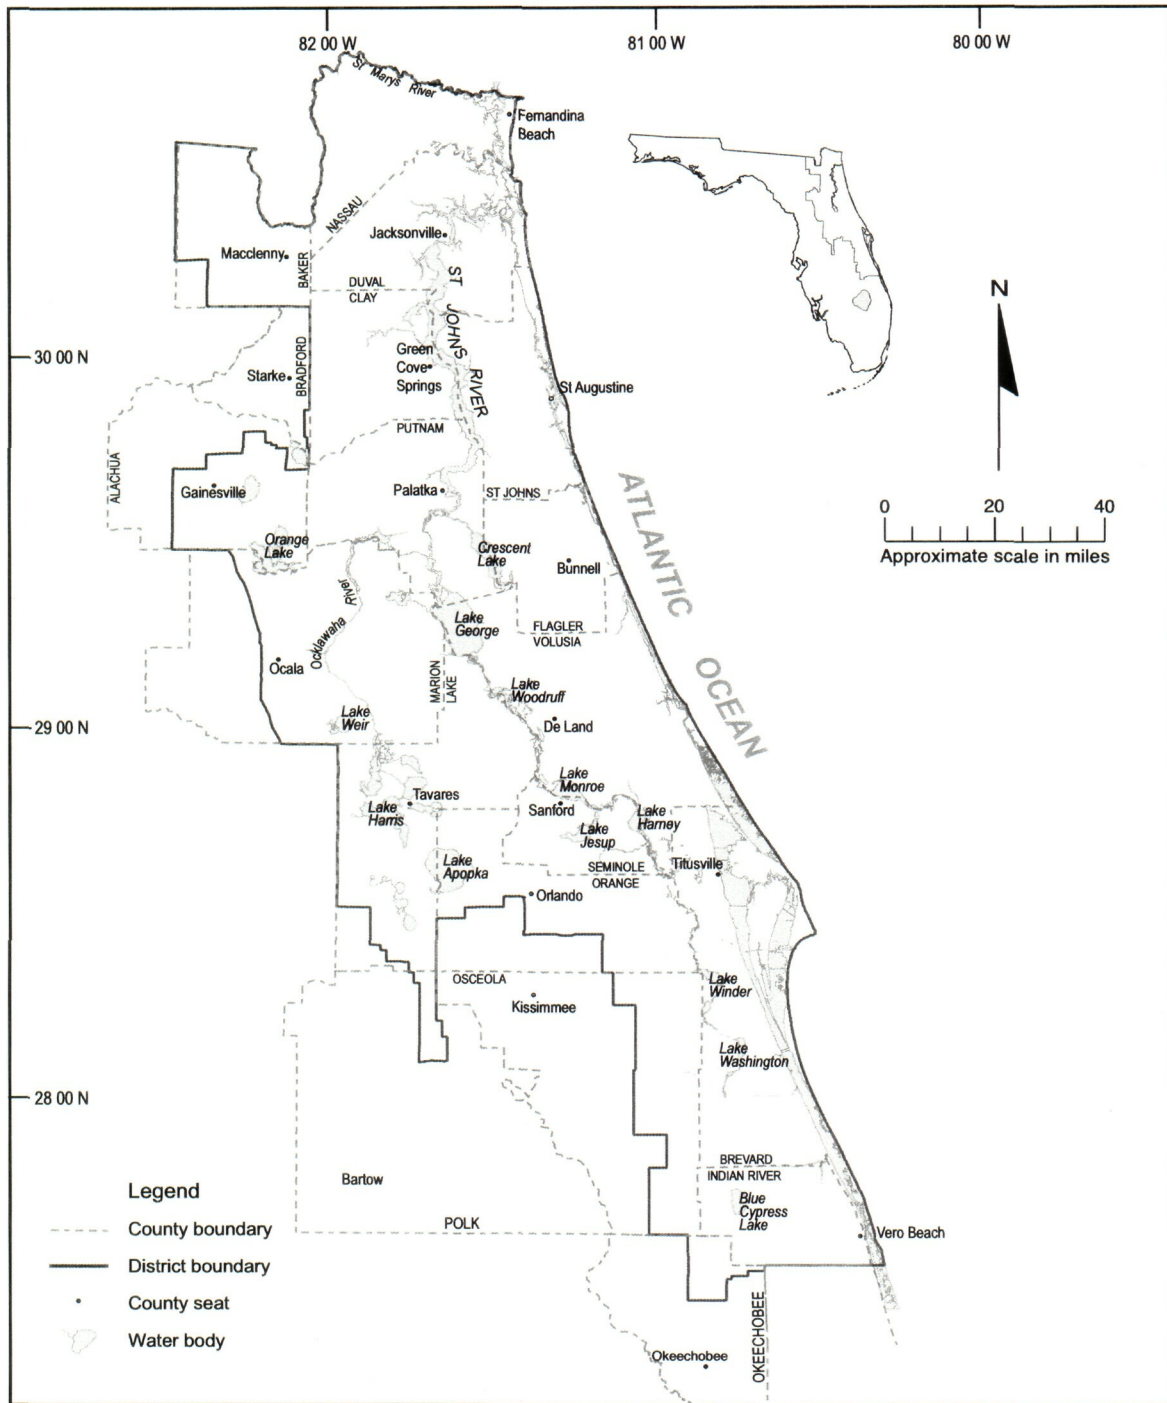 82 00 W
81 00 W
80 00 W
St Marys River
Fernandina
Beach
NASSAU
Jacksonville
Macclenny
BAKER
ST JOHNS RIVER
DUVAL
CLAY
N
30 00 N
Green
Cove
Springs
Starke
BRADFORD
St Augustine
PUTNAM
ALACHUA
Gainesville
Palatka
ST JOHNS
ATLANTIC OCEAN
0 20 40
Approximate scale in miles
Orange
Lake
Crescent
Lake
Bunnell
Ocklawaha River
Lake
George
FLAGLER
VOLUSIA
Ocala
MARION
LAKE
Lake
Woodruff
Lake
Weir
De Land
29 00 N
Lake
Monroe
Tavares
Lake
Harris
Sanford
Lake
Harney
Lake
Jesup
Lake
Apopka
SEMINOLE
ORANGE
Titusville
Orlando
OSCEOLA
Kissimmee
Lake
Winder
Lake
Washington
28 00 N
BREVARD
INDIAN RIVER
Bartow
Blue
Cypress
Lake
POLK
Vero Beach
Legend
County boundary
District boundary
County seat
Water body
OKEECHOBEE
Okeechobee